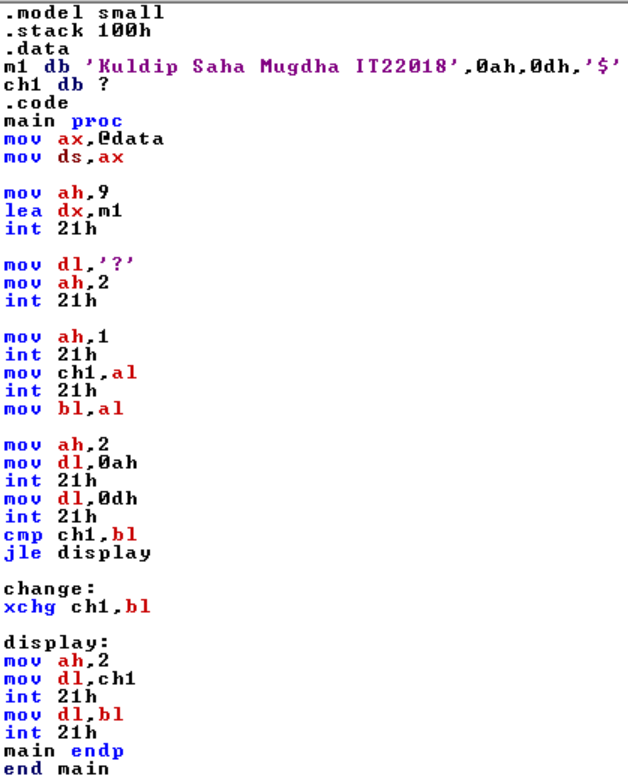 .model small
.stack 100h
.data
m1 db 'Kuldip Saha Mugdha IT22018',0ah,0dh,'$'
ch1 db ?
.code
main proc
mov ax,@data
mov ds,ax
mov ah,9
lea dx,m1
int 21h
mov dl,'?'
mov ah,2
int 21h
mov ah,1
int 21h
mov ch1,al
int 21h
mov bl,al
mov ah,2
mov dl,0ah
int 21h
mov dl,0dh
int 21h
cmp ch1,bl
jle display
change:
xchg ch1,bl
display:
mov ah,2
mov dl,ch1
int 21h
mov dl,bl
int 21h
main endp
end main